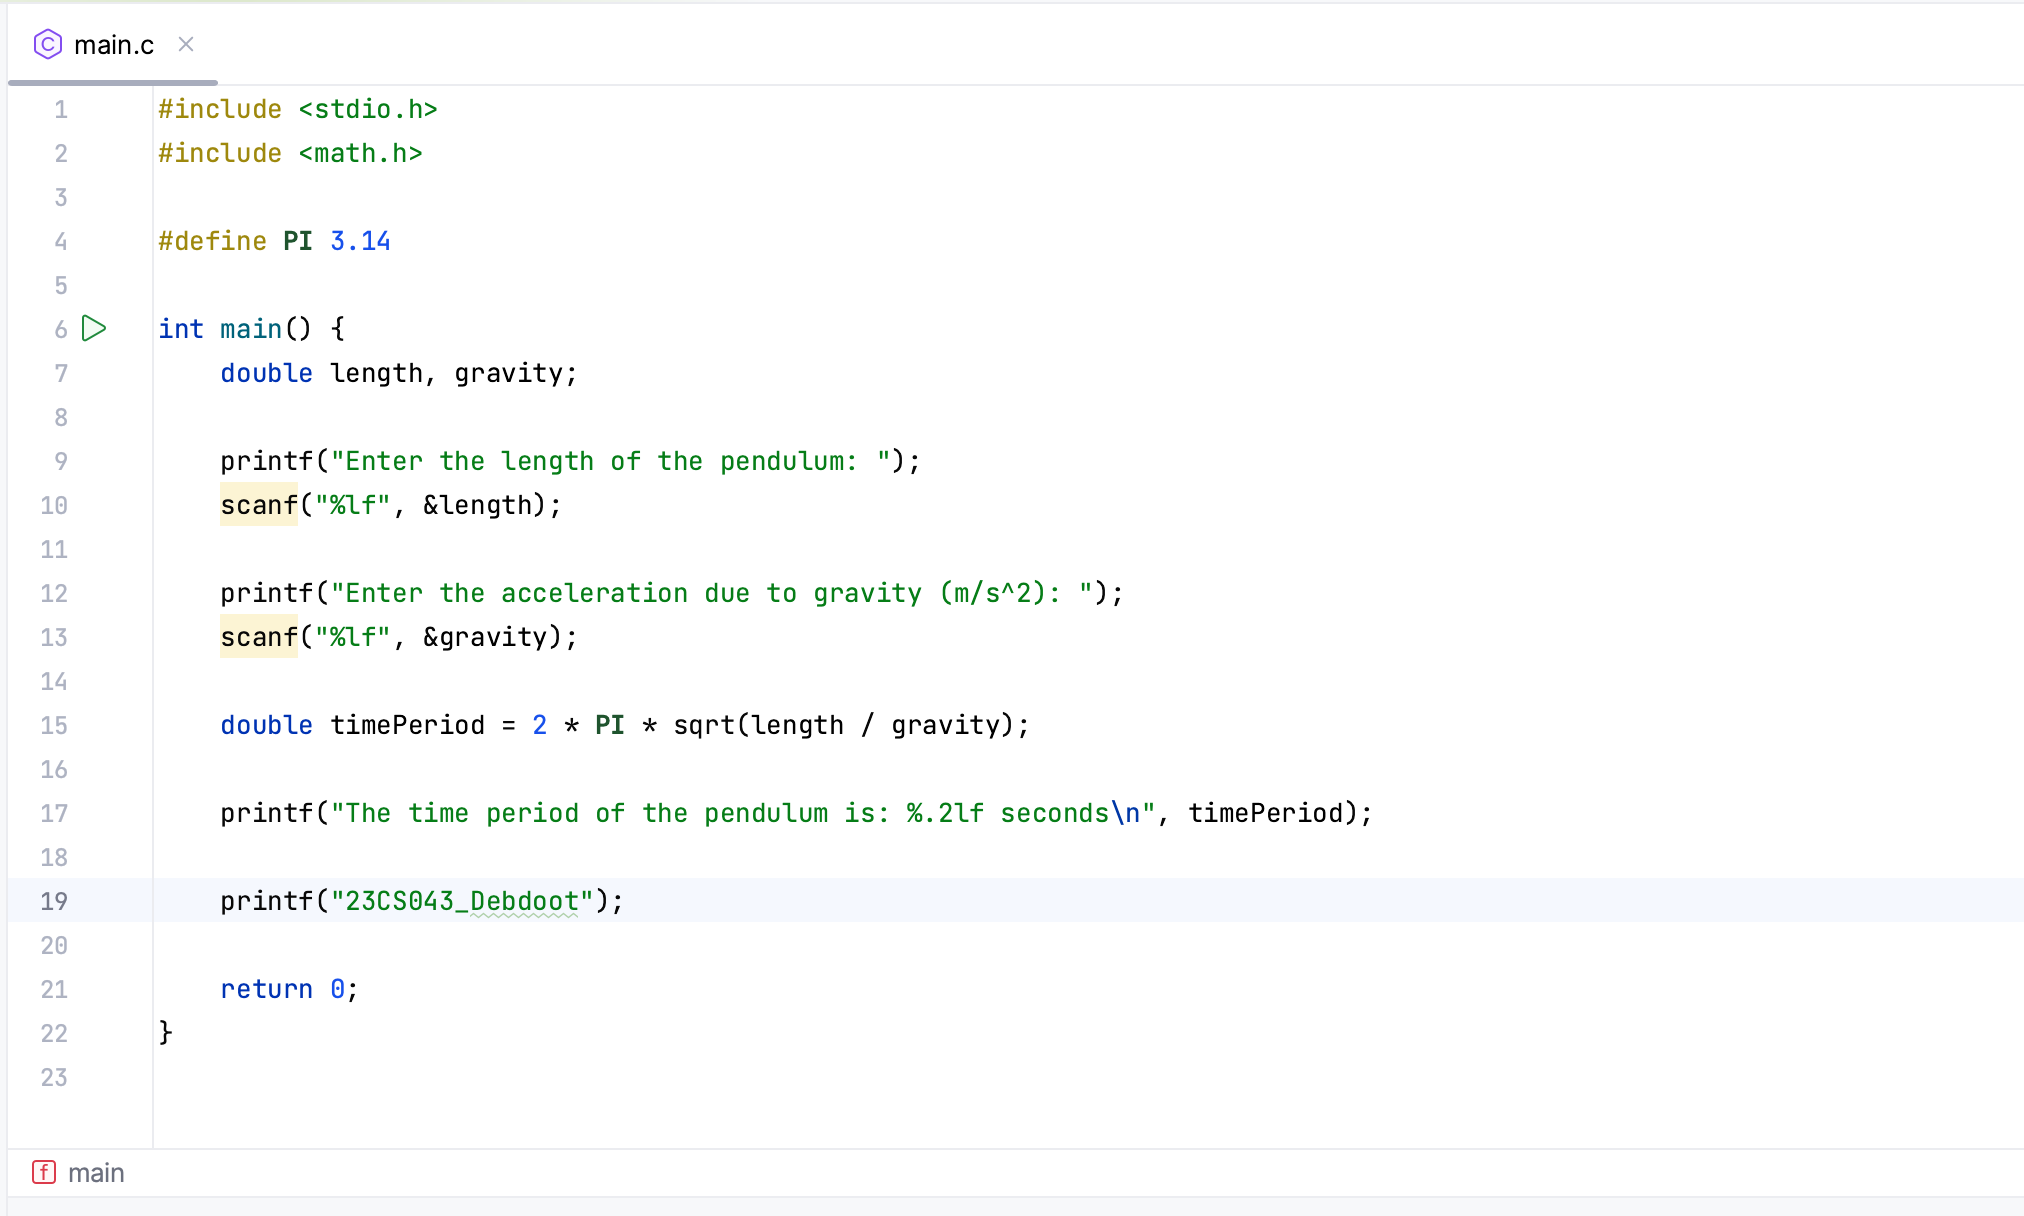 main.c
1 #include <stdio.h>
2 #include <math.h>
3
4 #define PI 3.14
5
6 int main() {
7     double length, gravity;
8
9     printf("Enter the length of the pendulum: ");
10     scanf("%lf", &length);
11
12     printf("Enter the acceleration due to gravity (m/s^2): ");
13     scanf("%lf", &gravity);
14
15     double timePeriod = 2 * PI * sqrt(length / gravity);
16
17     printf("The time period of the pendulum is: %.2lf seconds\n", timePeriod);
18
19     printf("23CS043_Debdoot");
20
21     return 0;
22 }
23
f main